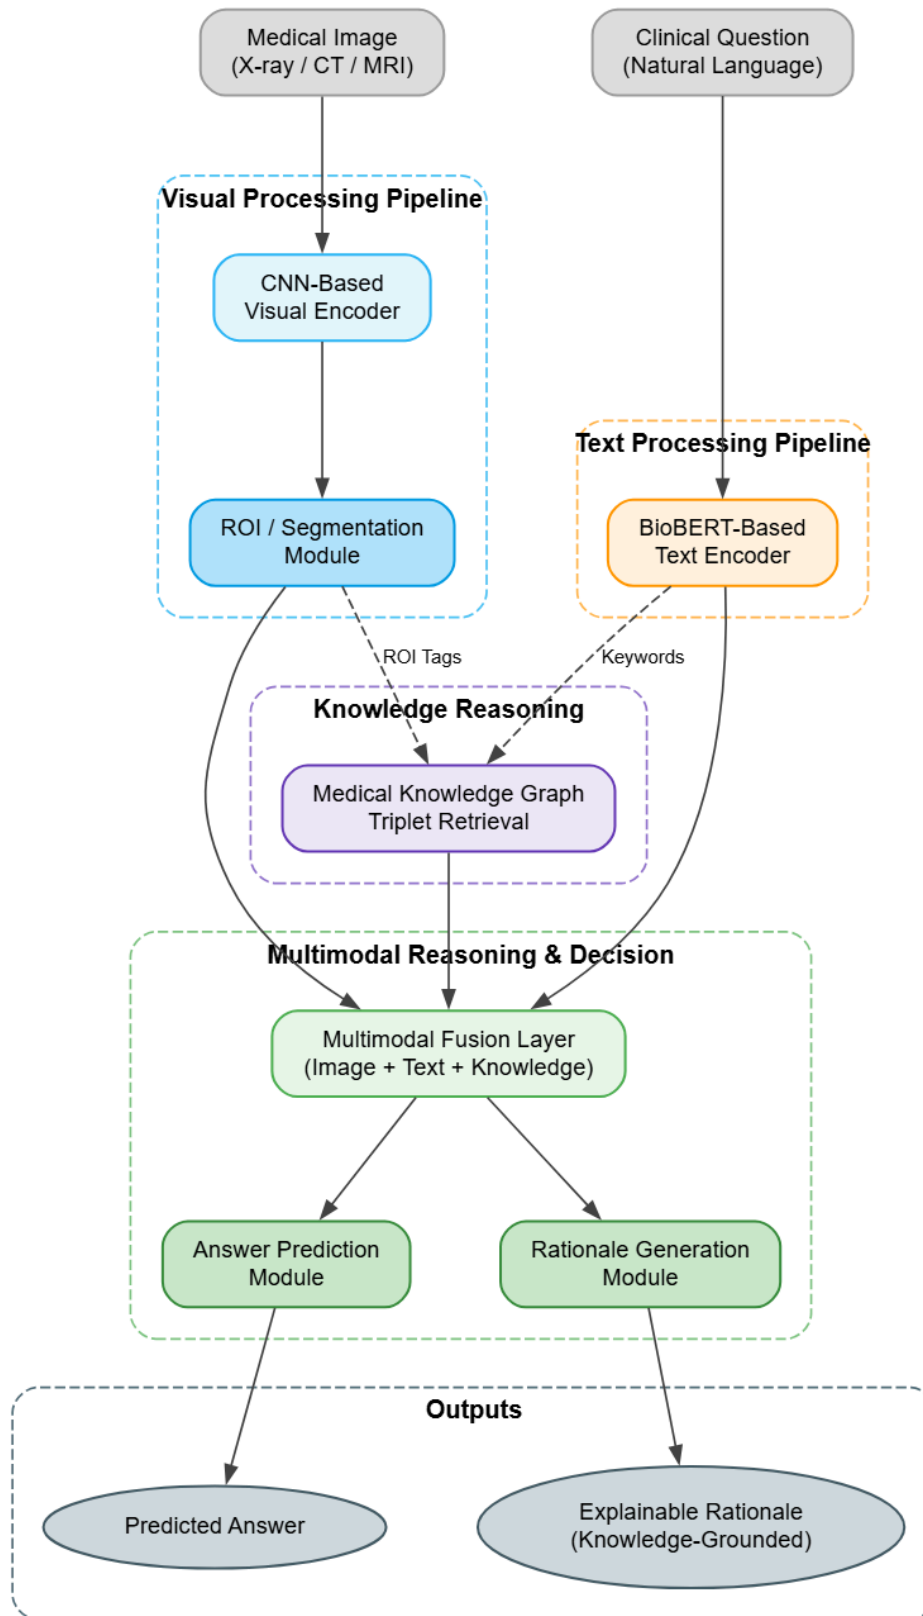 Medical Image
(X-ray / CT / MRI)
Clinical Question
(Natural Language)
Visual Processing Pipeline
CNN-Based
Visual Encoder
Text Processing Pipeline
ROI / Segmentation
Module
BioBERT-Based
Text Encoder
ROI Tags
Keywords
Knowledge Reasoning
Medical Knowledge Graph
Triplet Retrieval
Multimodal Reasoning & Decision
Multimodal Fusion Layer
(Image + Text + Knowledge)
Answer Prediction
Module
Rationale Generation
Module
Outputs
Predicted Answer
Explainable Rationale
(Knowledge-Grounded)